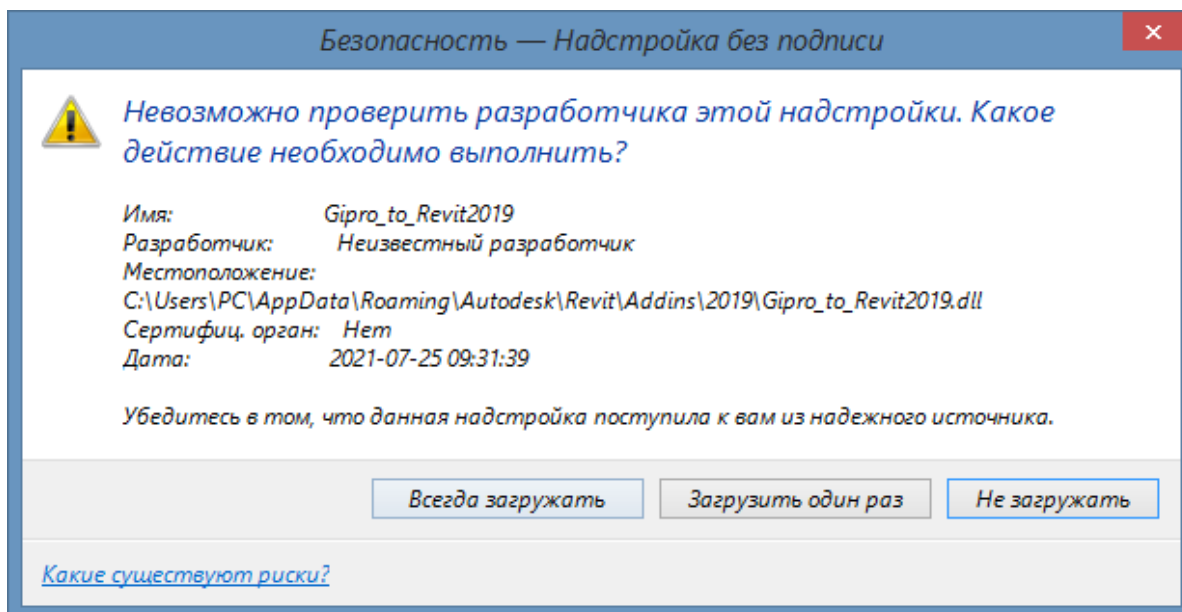 Безопасность — Надстройка без подписи
Невозможно проверить разработчика этой надстройки. Какое
действие необходимо выполнить?
Имя: Gipro_to_Revit2019
Разработчик: Неизвестный разработчик
Местоположение:
C:\Users\PC\AppData\Roaming\Autodesk\Revit\Addins\2019\Gipro_to_Revit2019.dll
Сертифиц. орган: Нет
Дата: 2021-07-25 09:31:39
Убедитесь в том, что данная надстройка поступила к вам из надежного источника.
Всегда загружать Загрузить один раз Не загружать
Какие существуют риски?